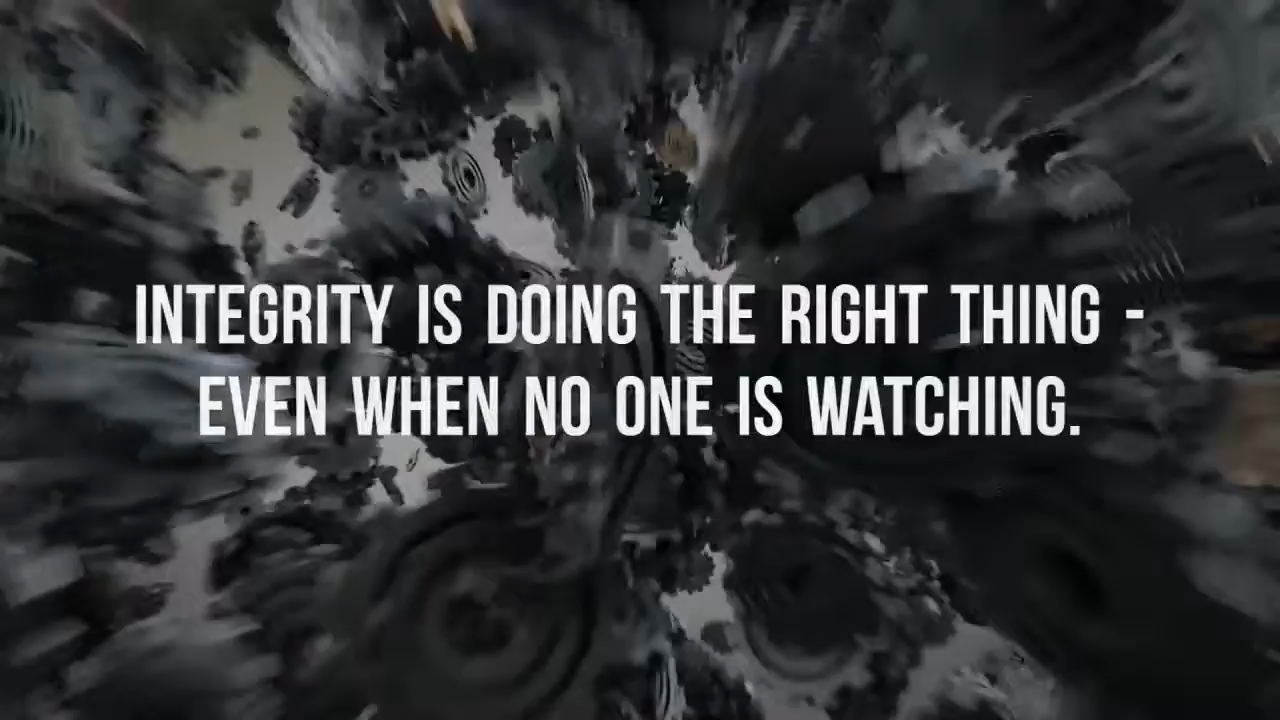 INTEGRITY IS DOING THE RIGHT THING -
EVEN WHEN NO ONE IS WATCHING.